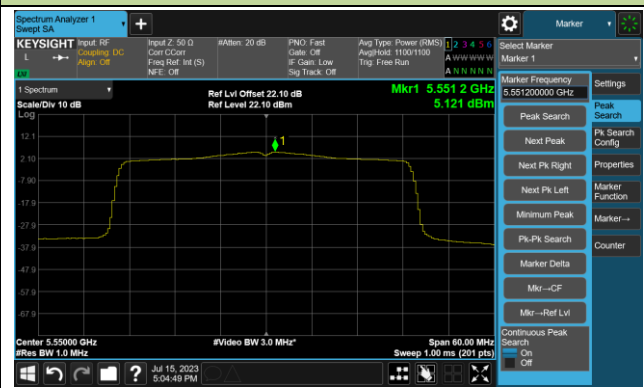 Spectrum Analyzer 1
Swept SA
+
Marker
KEYSIGHT
L
LXI
Input: RF
Coupling: DC
Align: Off
Input Z: 50 Ω
Corr CCorr
Freq Ref: Int (S)
NFE: Off
#Atten: 20 dB
PNO: Fast
Gate: Off
IF Gain: Low
Sig Track: Off
Avg Type: Power (RMS)
Avg|Hold: 1100/1100
Trig: Free Run
1 2 3 4 5 6
A W W W W W
A N N N N N
Select Marker
Marker 1
1 Spectrum
Scale/Div 10 dB
Log
Ref Lvl Offset 22.10 dB
Ref Level 22.10 dBm
Mkr1 5.551 2 GHz
5.121 dBm
1
12.1
2.10
-7.90
-17.9
-27.9
-37.9
-47.9
-57.9
-67.9
Center 5.55000 GHz
#Res BW 1.0 MHz
#Video BW 3.0 MHz*
Span 60.00 MHz
Sweep 1.00 ms (201 pts)
Marker Frequency
5.551200000 GHz
Peak Search
Next Peak
Next Pk Right
Next Pk Left
Minimum Peak
Pk-Pk Search
Marker Delta
Mkr→CF
Mkr→Ref Lvl
Continuous Peak
Search
On
Off
Settings
Peak
Search
Pk Search
Config
Properties
Marker
Function
Marker→
Counter
?
Jul 15, 2023
5:04:49 PM